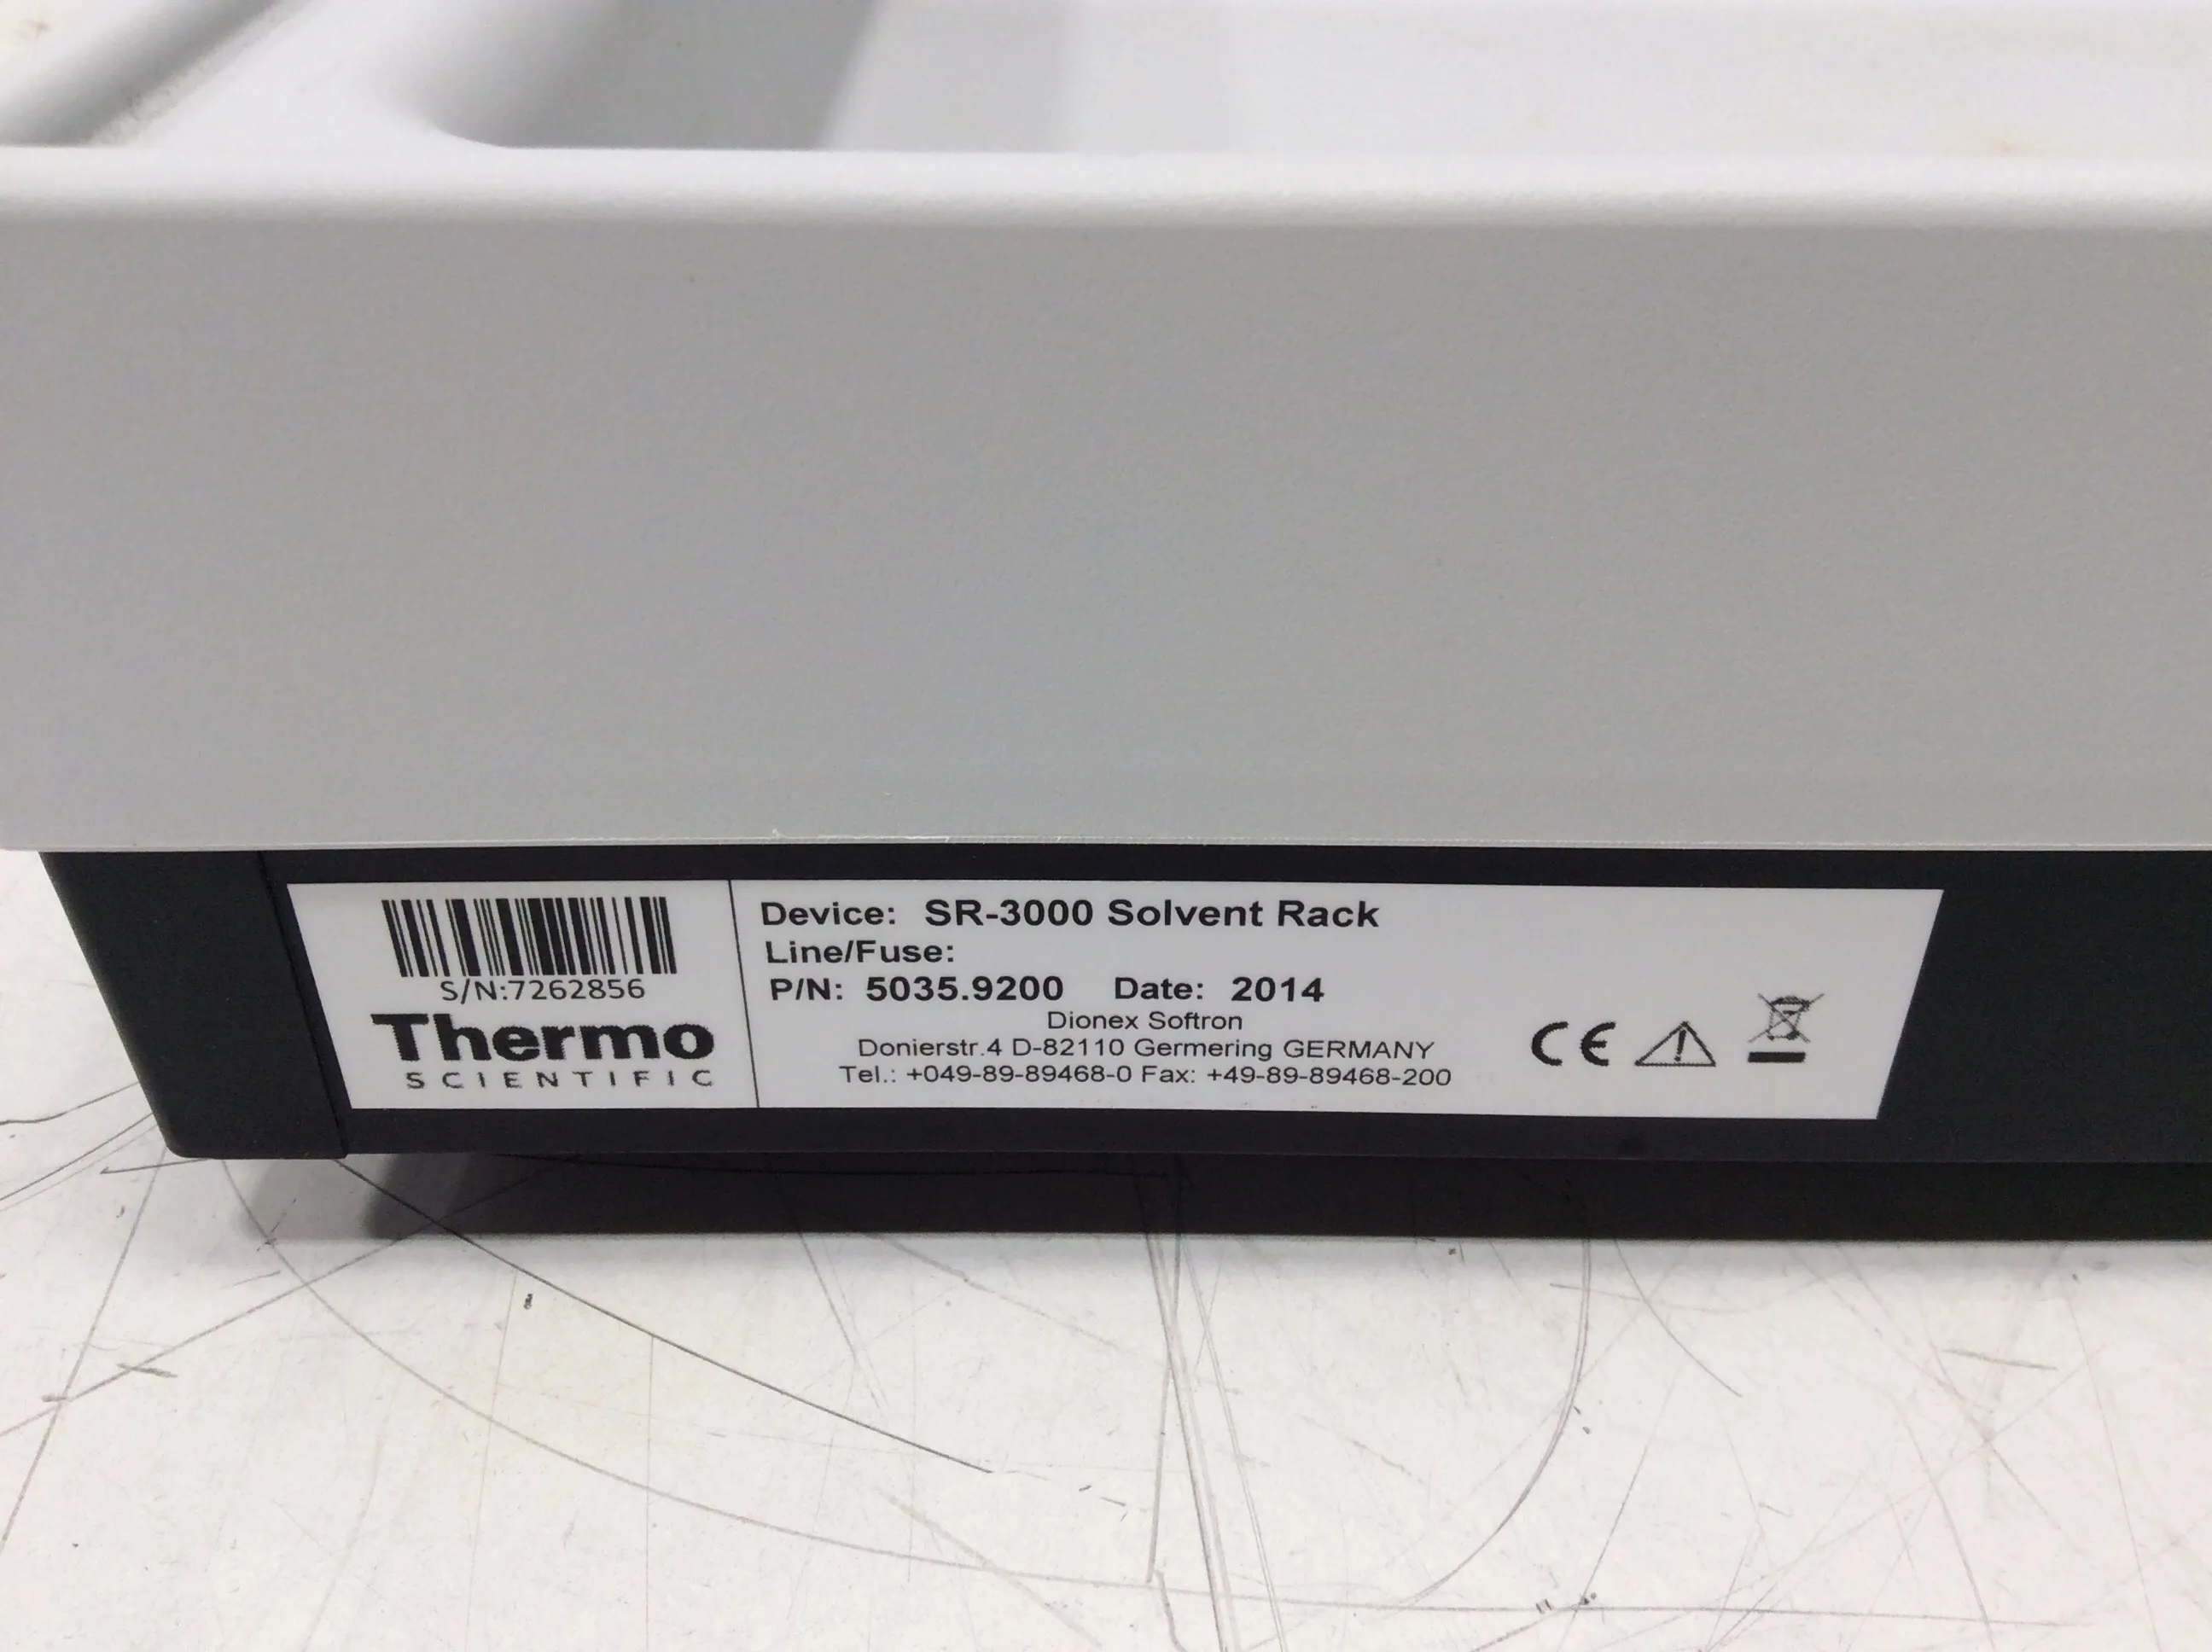 S/N:7262856
Thermo
SCIENTIFIC
Device: SR-3000 Solvent Rack
Line/Fuse:
P/N: 5035.9200 Date: 2014
Dionex Softron
Donierstr.4 D-82110 Germering GERMANY
Tel.: +049-89-89468-0 Fax: +49-89-89468-200
CE